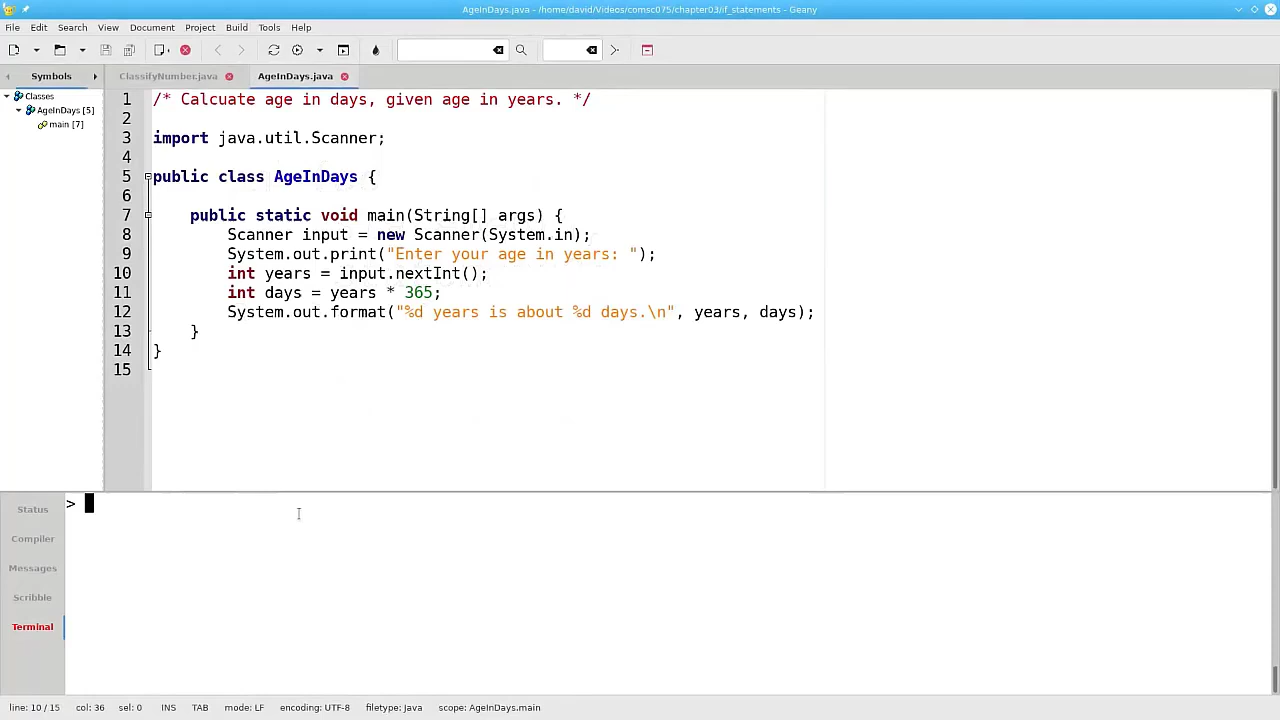 AgeInDays.java - /home/david/Videos/comsc075/chapter03/if_statements - Geany
File Edit Search View Document Project Build Tools Help
Symbols ClassifyNumber.java AgeInDays.java
Classes
AgeInDays [5]
main [7]
1 /* Calcuate age in days, given age in years. */
2
3 import java.util.Scanner;
4
5 public class AgeInDays {
6
7 public static void main(String[] args) {
8 Scanner input = new Scanner(System.in);
9 System.out.print("Enter your age in years: ");
10 int years = input.nextInt();
11 int days = years * 365;
12 System.out.format("%d years is about %d days.\n", years, days);
13 }
14 }
15
Status
Compiler
Messages
Scribble
Terminal
>
line: 10 / 15 col: 36 sel: 0 INS TAB mode: LF encoding: UTF-8 filetype: Java scope: AgeInDays.main